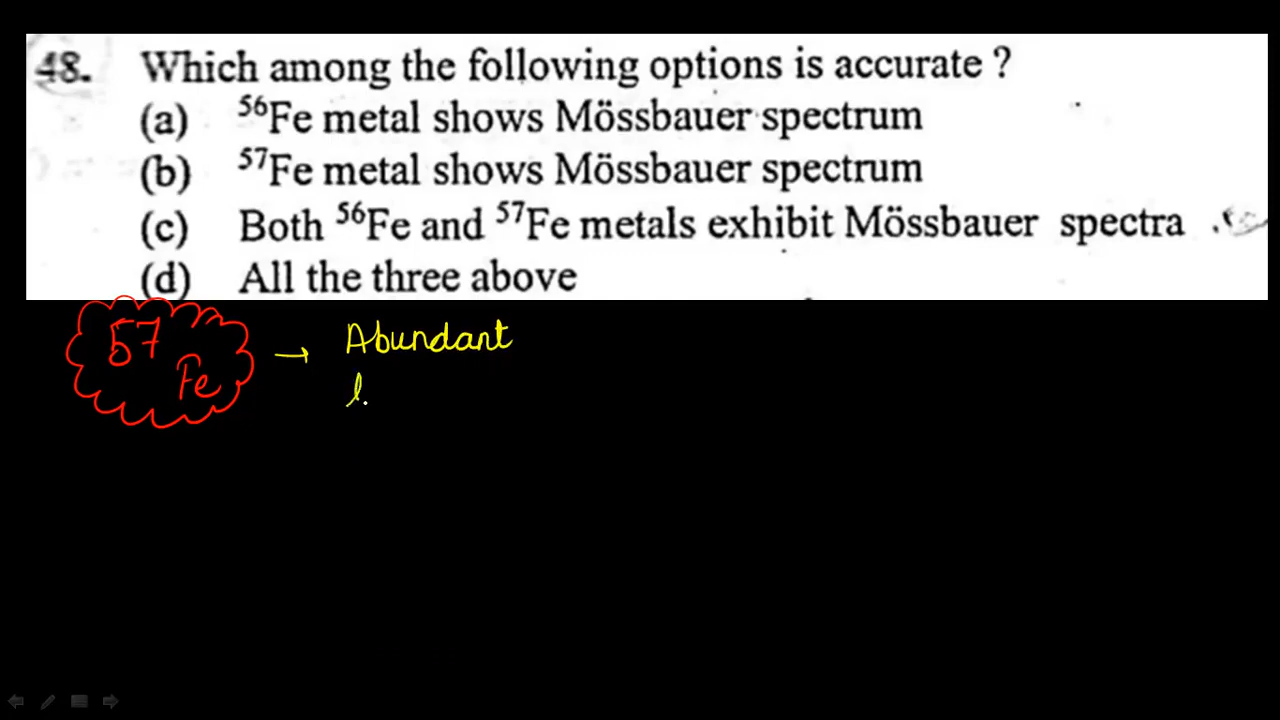 48. Which among the following options is accurate ?
(a) ⁵⁶Fe metal shows Mössbauer spectrum
(b) ⁵⁷Fe metal shows Mössbauer spectrum
(c) Both ⁵⁶Fe and ⁵⁷Fe metals exhibit Mössbauer spectra
(d) All the three above
57 Fe → Abundant
l